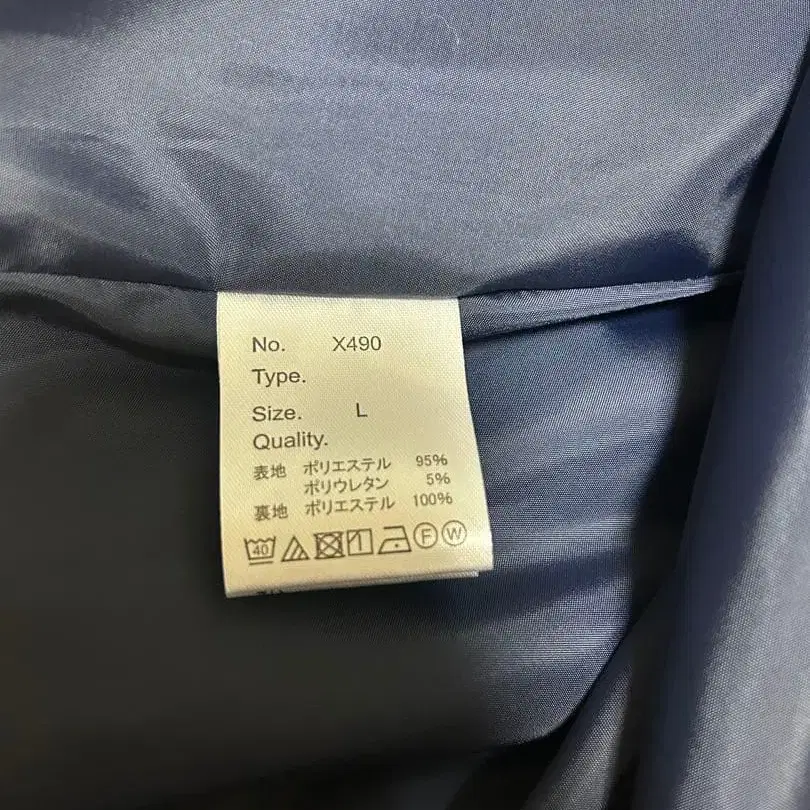 No. X490
Type.
Size. L
Quality.
表地 ポリエステル 95%
ポリウレタン 5%
裏地 ポリエステル 100%
40 F W